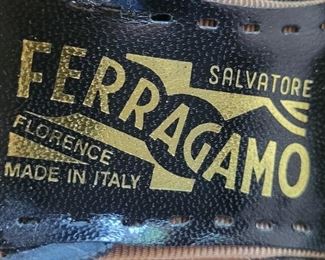 SALVATORE
FERRAGAMO
FLORENCE
MADE IN ITALY